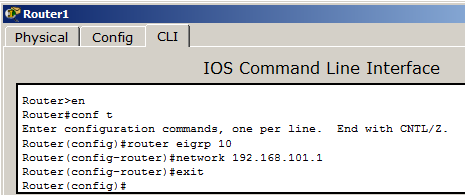 Router1
Physical Config CLI
IOS Command Line Interface
Router>en
Router#conf t
Enter configuration commands, one per line.  End with CNTL/Z.
Router(config)#router eigrp 10
Router(config-router)#network 192.168.101.1
Router(config-router)#exit
Router(config)#